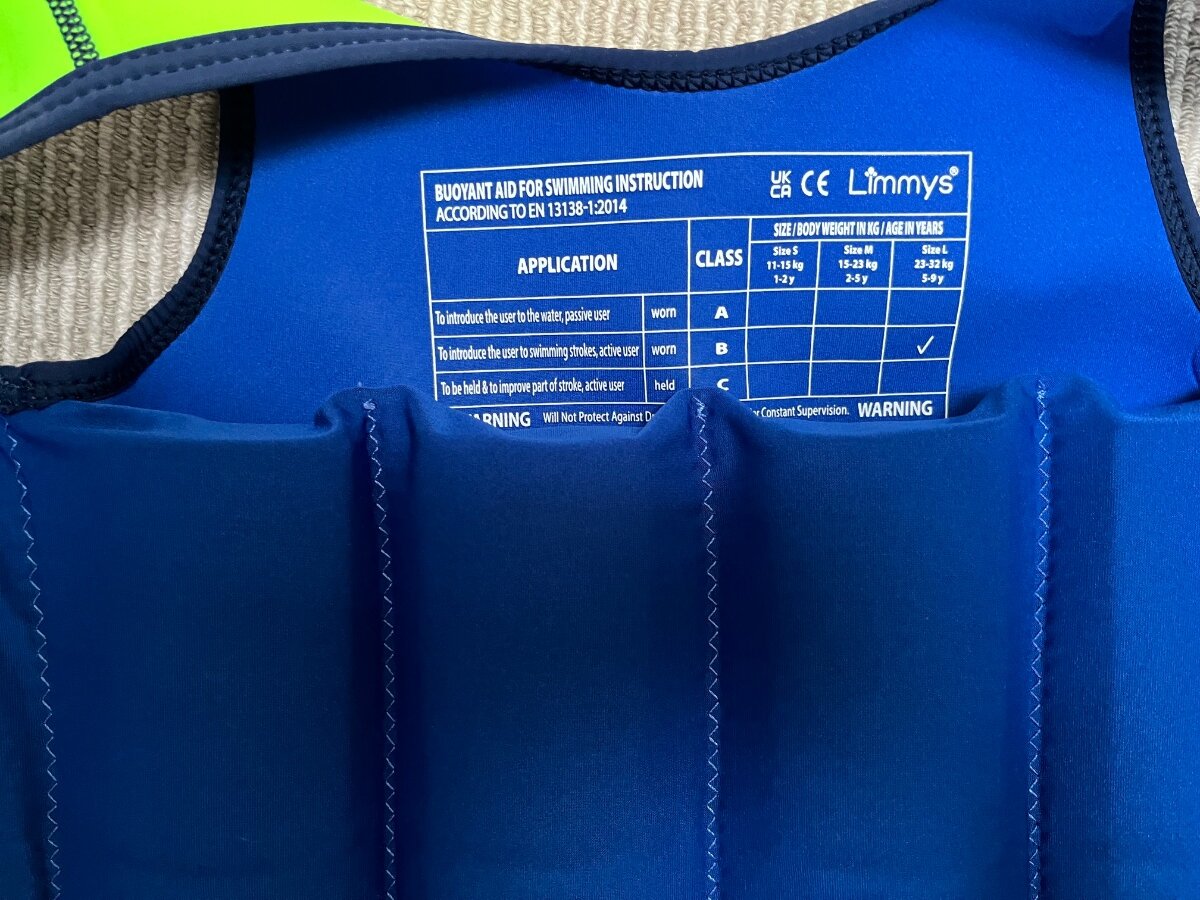 BUOYANT AID FOR SWIMMING INSTRUCTION
ACCORDING TO EN 13138-1:2014
UK
CA CE Limmys®
APPLICATION
CLASS
SIZE / BODY WEIGHT IN KG / AGE IN YEARS
Size S
11-15 kg
1-2 y
Size M
15-23 kg
2-5 y
Size L
23-32 kg
5-9 y
To introduce the user to the water, passive user worn A
To introduce the user to swimming strokes, active user worn B ✓
To be held & to improve part of stroke, active user held C
Will Not Protect Against Constant Supervision. WARNING